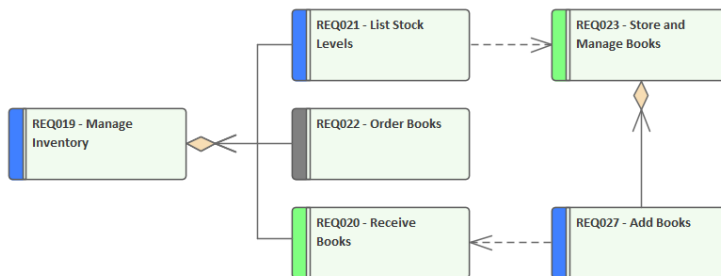 REQ021 - List Stock
Levels
REQ023 - Store and
Manage Books
REQ019 - Manage
Inventory
REQ022 - Order Books
REQ020 - Receive
Books
REQ027 - Add Books